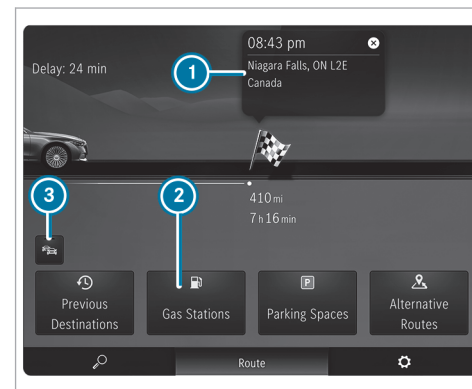 08:43 pm
Niagara Falls, ON L2E
Canada
Delay: 24 min
1
410 mi
7 h 16 min
3
2
P
Previous
Destinations
Gas Stations
Parking Spaces
Alternative
Routes
Route